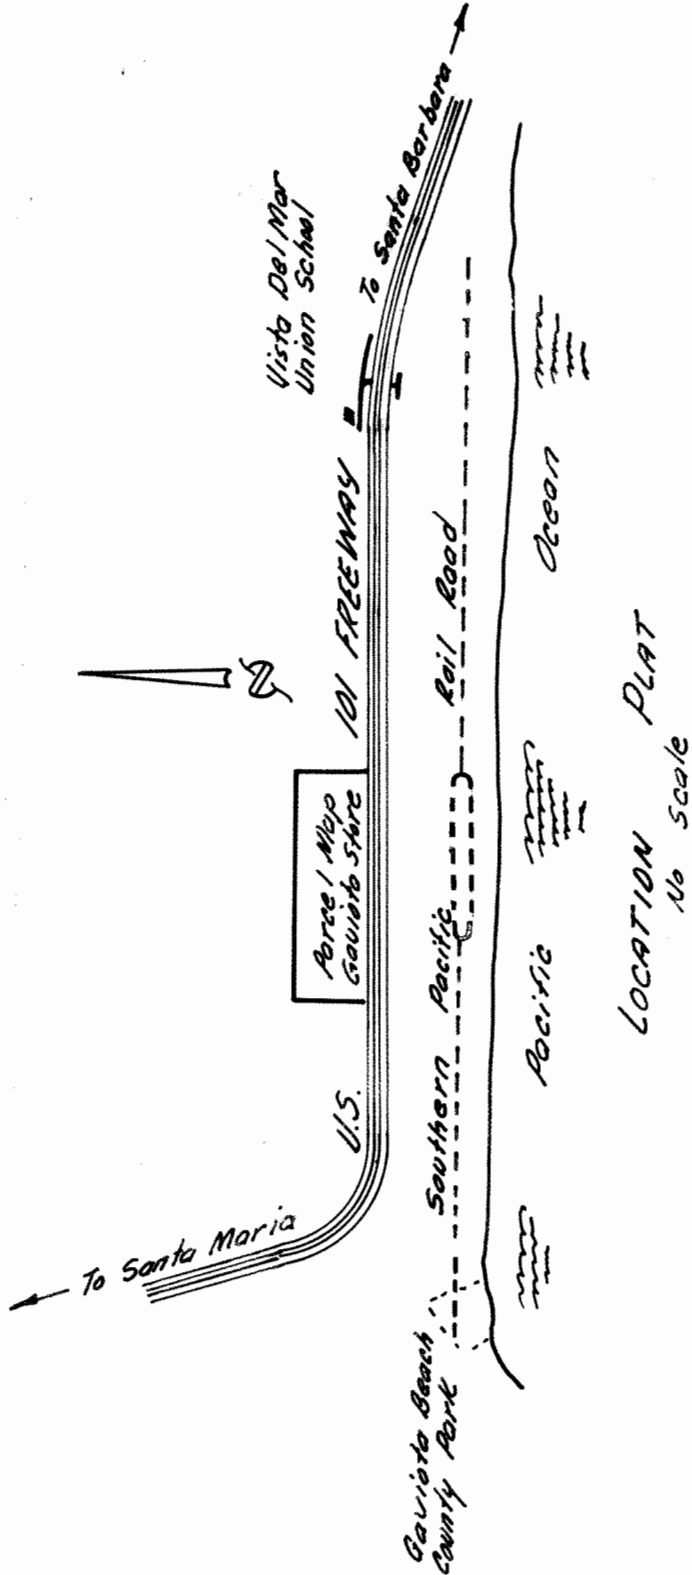 To Santa Maria
U.S. 101 FREEWAY
Vista Del Mar
Union School
To Santa Barbara
Parcel Map
Gaviota Store
N
Gaviota Beach
County Park
Southern Pacific Rail Road
Pacific Ocean
LOCATION PLAT
No Scale